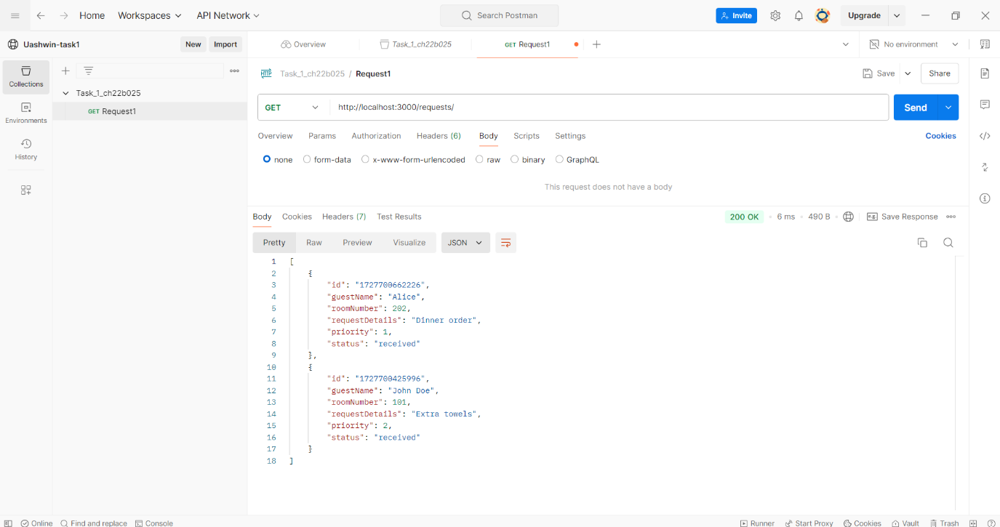 Home Workspaces API Network Search Postman Invite Upgrade
Uashwin-task1 New Import Overview Task_1_ch22b025 GET Request1 No environment
Collections
Environments
History
Task_1_ch22b025
GET Request1
HTTP Task_1_ch22b025 / Request1 Save Share
GET http://localhost:3000/requests/ Send
Overview Params Authorization Headers (6) Body Scripts Settings Cookies
none form-data x-www-form-urlencoded raw binary GraphQL
This request does not have a body
Body Cookies Headers (7) Test Results 200 OK • 6 ms • 490 B • e.g. Save Response
Pretty Raw Preview Visualize JSON
1 [
2 {
3 "id": "1727700662226",
4 "guestName": "Alice",
5 "roomNumber": 202,
6 "requestDetails": "Dinner order",
7 "priority": 1,
8 "status": "received"
9 },
10 {
11 "id": "1727700425996",
12 "guestName": "John Doe",
13 "roomNumber": 101,
14 "requestDetails": "Extra towels",
15 "priority": 2,
16 "status": "received"
17 }
18 ]
Online Find and replace Console Runner Start Proxy Cookies Vault Trash